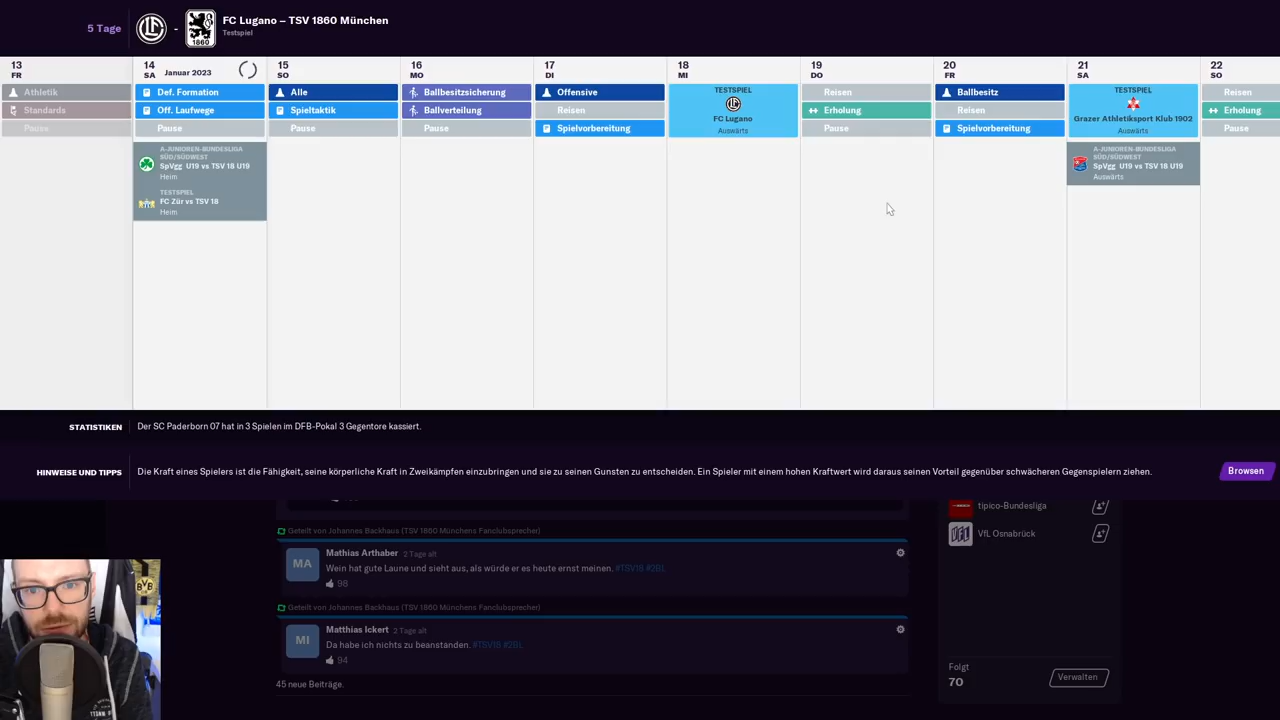 5 Tage
-
1860
FC Lugano – TSV 1860 München
Testspiel
13
FR
14
SA
Januar 2023
15
SO
16
MO
17
DI
18
MI
19
DO
20
FR
21
SA
22
SO
Athletik
Standards
Pause
Def. Formation
Off. Laufwege
Pause
Alle
Spieltaktik
Pause
Ballbesitzsicherung
Ballverteilung
Pause
Offensive
Reisen
Spielvorbereitung
TESTSPIEL
FC Lugano
Auswärts
Reisen
Erholung
Pause
Ballbesitz
Reisen
Spielvorbereitung
TESTSPIEL
Grazer Athletiksport Klub 1902
Auswärts
Reisen
Erholung
Pause
A-JUNIOREN-BUNDESLIGA
SÜD/SÜDWEST
SpVgg U19 vs TSV 18 U19
Heim
TESTSPIEL
FC Zür vs TSV 18
Heim
A-JUNIOREN-BUNDESLIGA
SÜD/SÜDWEST
SpVgg U19 vs TSV 18 U19
Auswärts
STATISTIKEN
Der SC Paderborn 07 hat in 3 Spielen im DFB-Pokal 3 Gegentore kassiert.
HINWEISE UND TIPPS
Die Kraft eines Spielers ist die Fähigkeit, seine körperliche Kraft in Zweikämpfen einzubringen und sie zu seinen Gunsten zu entscheiden. Ein Spieler mit einem hohen Kraftwert wird daraus seinen Vorteil gegenüber schwächeren Gegenspielern ziehen.
Browsen
tipico-Bundesliga
VfL Osnabrück
Geteilt von Johannes Backhaus (TSV 1860 Münchens Fanclubsprecher)
MA
Mathias Arthaber 2 Tage alt
Wein hat gute Laune und sieht aus, als würde er es heute ernst meinen. #TSV18 #2BL
98
Geteilt von Johannes Backhaus (TSV 1860 Münchens Fanclubsprecher)
MI
Matthias Ickert 2 Tage alt
Da habe ich nichts zu beanstanden. #TSV18 #2BL
94
45 neue Beiträge.
Folgt
70
Verwalten
BVB